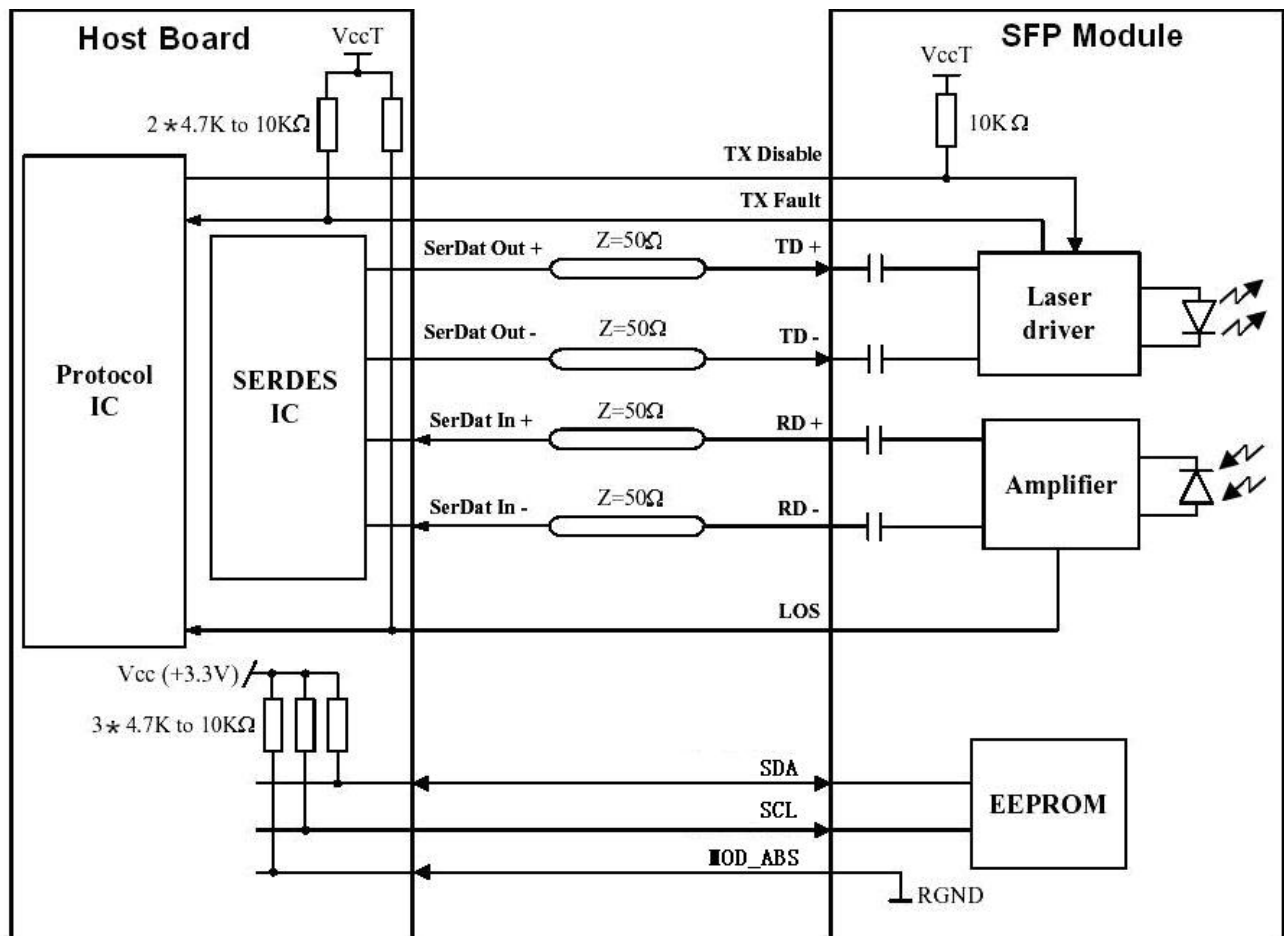 Host Board
SFP Module
VccT
VccT
2*4.7K to 10KΩ
10KΩ
TX Disable
TX Fault
SerDat Out +
Z=50Ω
TD +
Laser driver
SerDat Out -
Z=50Ω
TD -
Protocol IC
SERDES IC
SerDat In +
Z=50Ω
RD +
Amplifier
SerDat In -
Z=50Ω
RD -
LOS
Vcc (+3.3V)
3*4.7K to 10KΩ
SDA
SCL
EEPROM
MOD_ABS
RGND